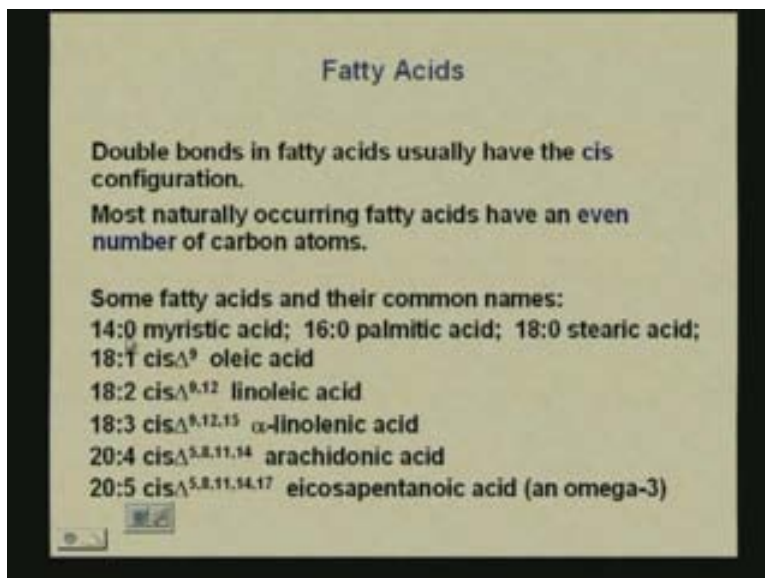 Fatty Acids
Double bonds in fatty acids usually have the cis
configuration.
Most naturally occurring fatty acids have an even
number of carbon atoms.
Some fatty acids and their common names:
14:0 myristic acid; 16:0 palmitic acid; 18:0 stearic acid;
18:1 cisΔ⁹ oleic acid
18:2 cisΔ⁹,¹² linoleic acid
18:3 cisΔ⁹,¹²,¹⁵ α-linolenic acid
20:4 cisΔ⁵,⁸,¹¹,¹⁴ arachidonic acid
20:5 cisΔ⁵,⁸,¹¹,¹⁴,¹⁷ eicosapentanoic acid (an omega-3)